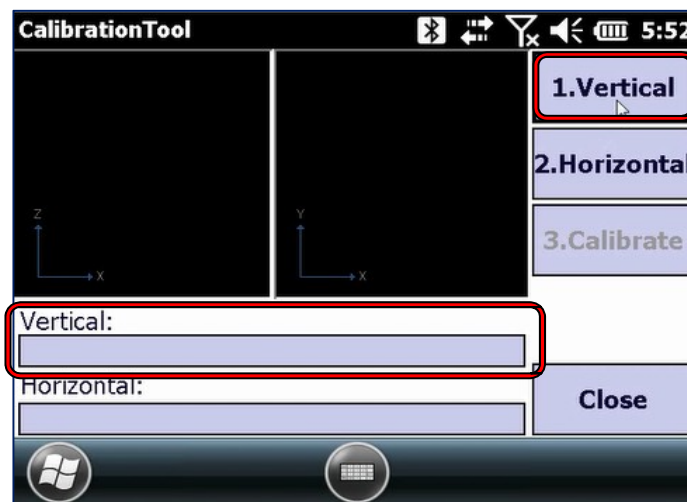 CalibrationTool 5:52
1.Vertical
2.Horizontal
3.Calibrate
Z
X
Y
X
Vertical:
Horizontal:
Close